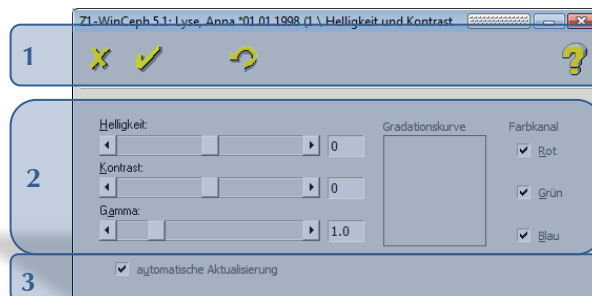 Z1-WinCeph 5.1: Lyse, Anna *01.01.1998 (1.\ Helligkeit und Kontrast
1
2
Helligkeit:
0
Kontrast:
0
Gamma:
1.0
Gradationskurve
Farbkanal
Rot
Grün
Blau
3
automatische Aktualisierung